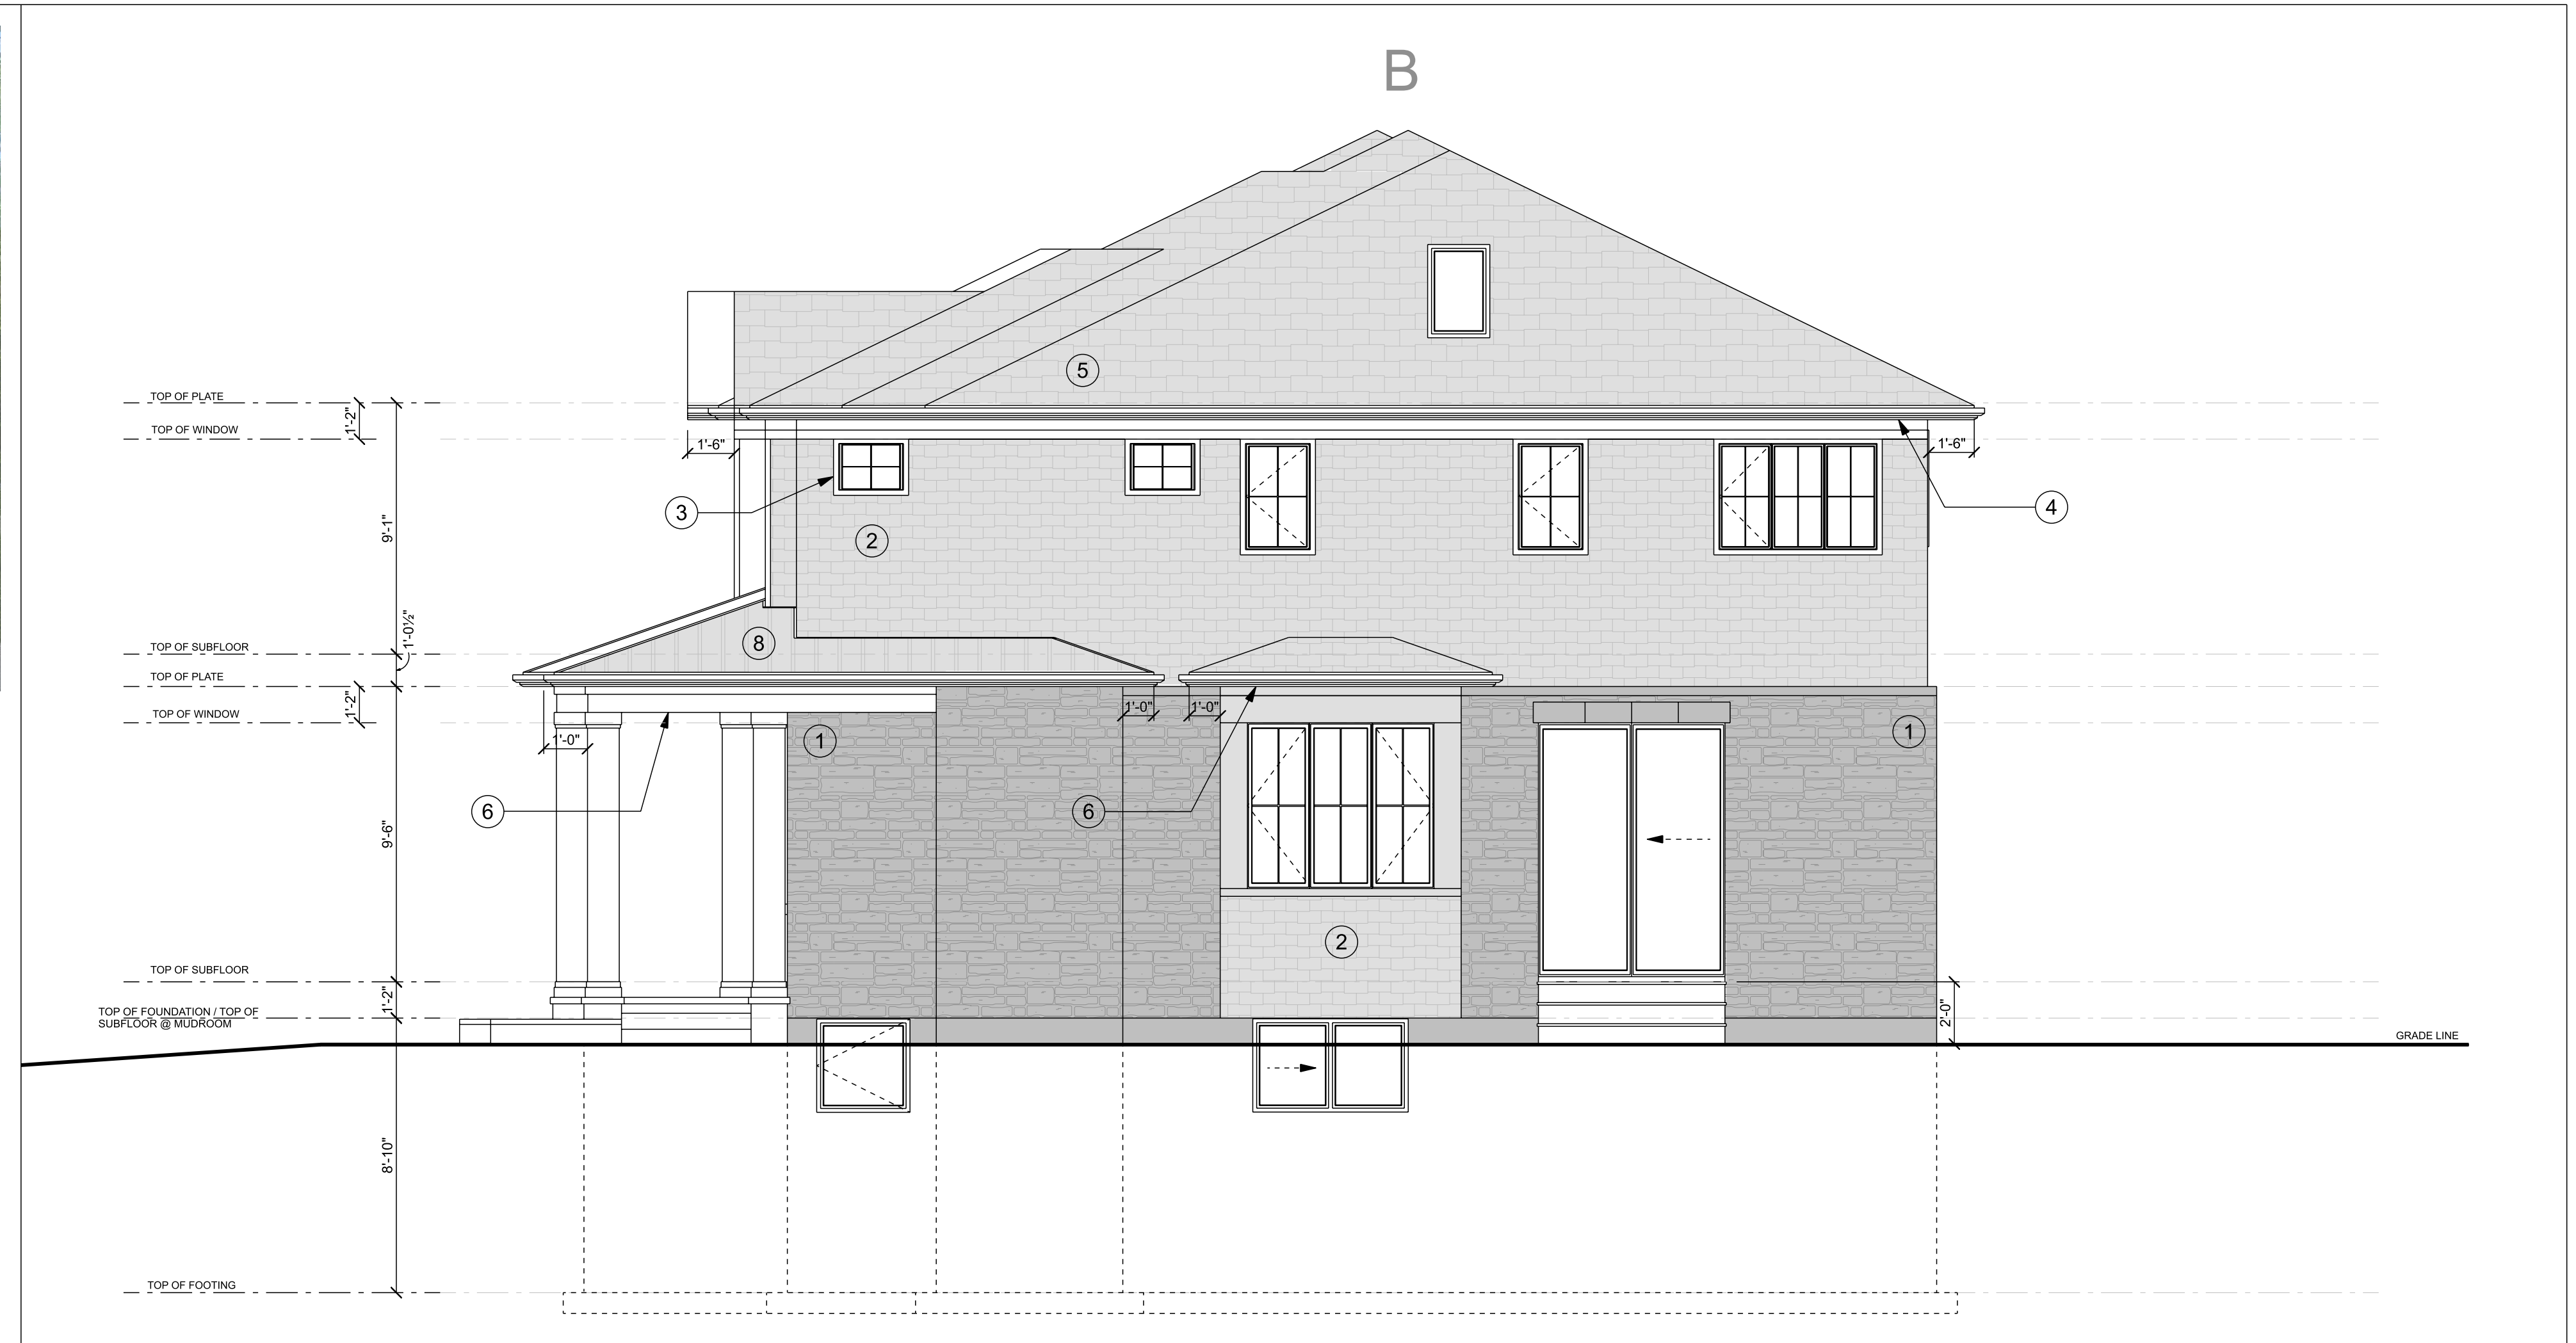 B
5
TOP OF PLATE
1'-2"
TOP OF WINDOW
1'-6"
1'-6"
3
4
2
9'-1"
1'-0½"
TOP OF SUBFLOOR
8
TOP OF PLATE
1'-2"
TOP OF WINDOW
1'-0"
1'-0"
1'-0"
1
1
6
6
9'-6"
2
TOP OF SUBFLOOR
1'-2"
TOP OF FOUNDATION / TOP OF
SUBFLOOR @ MUDROOM
2'-0"
GRADE LINE
8'-10"
TOP OF FOOTING